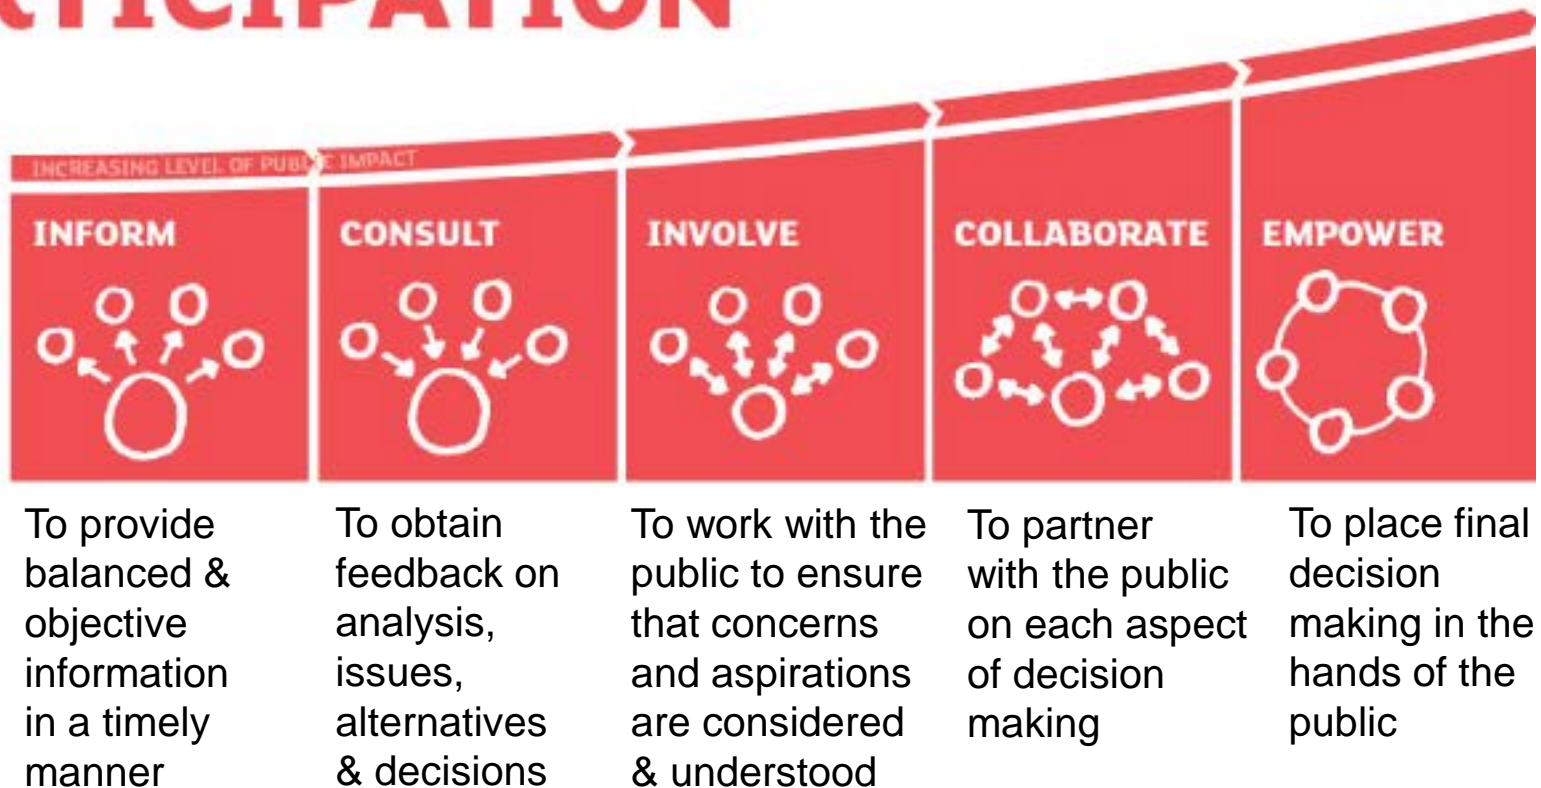 RTICIPATION
INCREASING LEVEL OF PUBLIC IMPACT
INFORM
CONSULT
INVOLVE
COLLABORATE
EMPOWER
To provide
balanced &
objective
information
in a timely
manner
To obtain
feedback on
analysis,
issues,
alternatives
& decisions
To work with the
public to ensure
that concerns
and aspirations
are considered
& understood
To partner
with the public
on each aspect
of decision
making
To place final
decision
making in the
hands of the
public